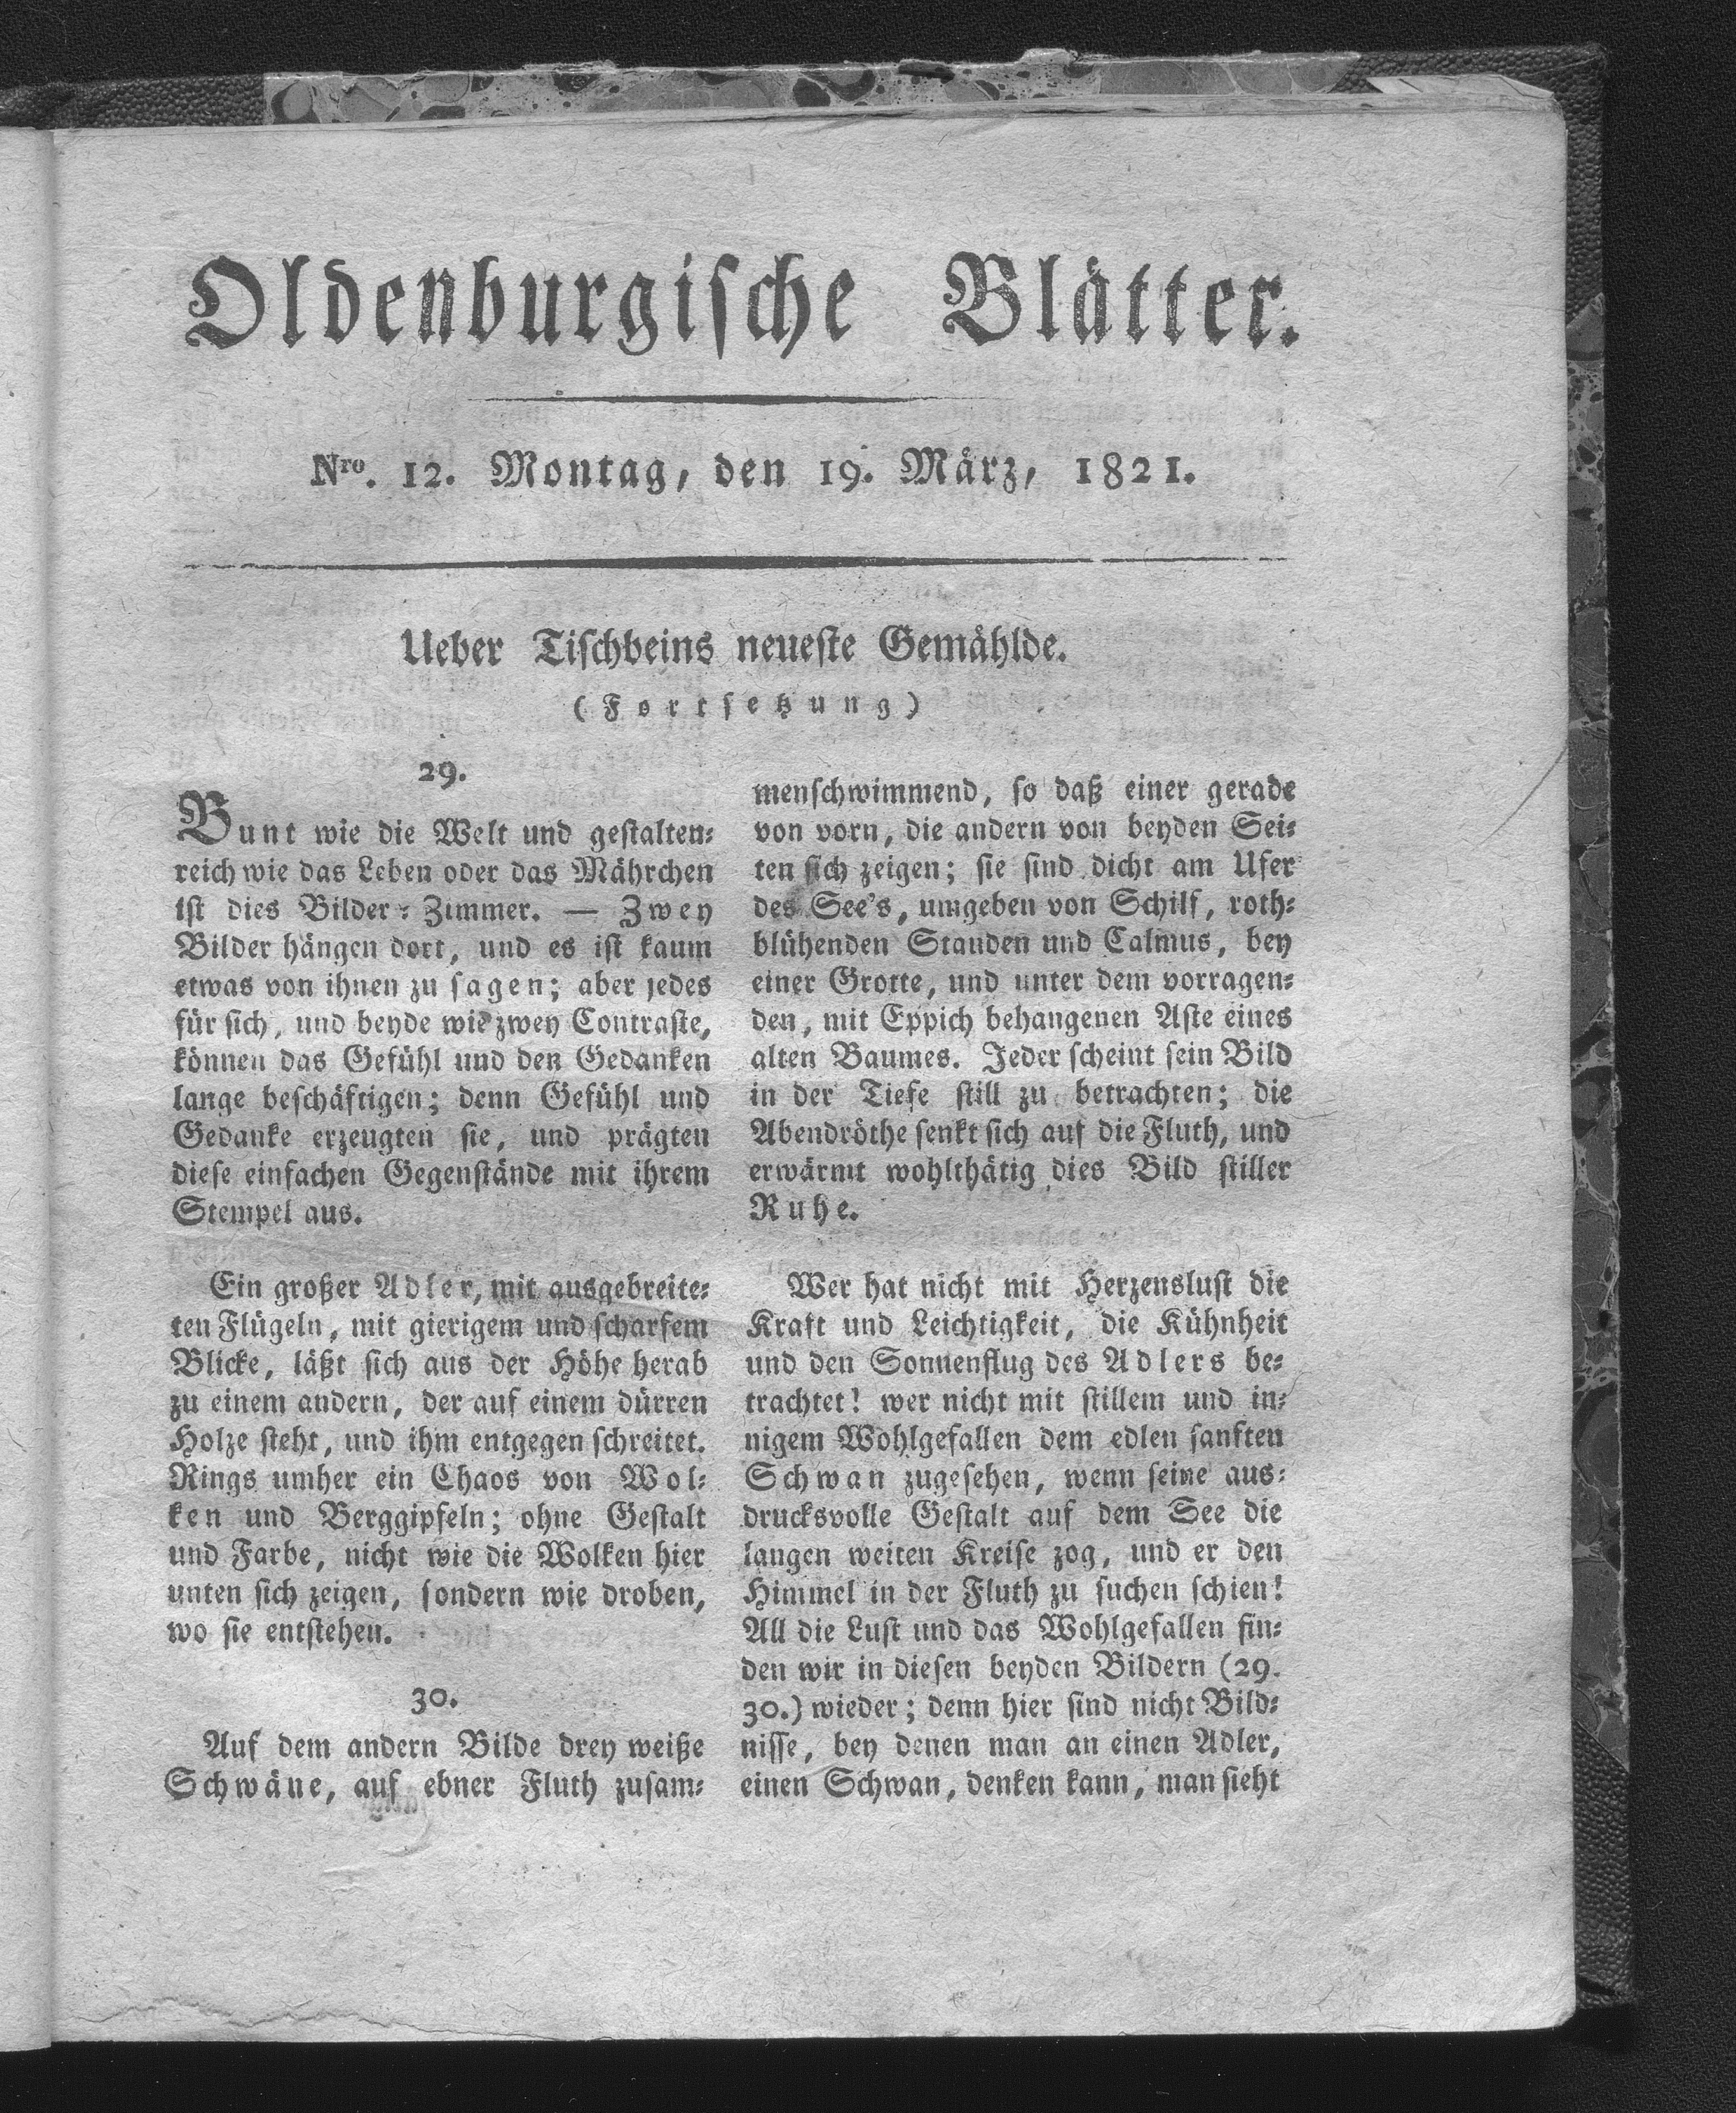 Oldenburgische Blätter.
Nro. 12. Montag, den 19. März, 1821.
Ueber Tischbeins neueste Gemählde.
(Fortsetzung)
29.
Bunt wie die Welt und gestalten-
reich wie das Leben oder das Mährchen
ist dies Bilder-Zimmer. — Zwey
Bilder hängen dort, und es ist kaum
etwas von ihnen zu sagen; aber jedes
für sich, und beyde wie zwey Contraste,
können das Gefühl und den Gedanken
lange beschäftigen; denn Gefühl und
Gedanke erzeugten sie, und prägten
diese einfachen Gegenstände mit ihrem
Stempel aus.
Ein großer Adler, mit ausgebreite-
ten Flügeln, mit gierigem und scharfem
Blicke, läßt sich aus der Höhe herab
zu einem andern, der auf einem dürren
Holze steht, und ihm entgegen schreitet.
Rings umher ein Chaos von Wol-
ken und Berggipfeln; ohne Gestalt
und Farbe, nicht wie die Wolken hier
unten sich zeigen, sondern wie droben,
wo sie entstehen.
30.
Auf dem andern Bilde drey weiße
Schwäne, auf ebner Fluth zusam-
menschwimmend, so daß einer gerade
von vorn, die andern von beyden Sei-
ten sich zeigen; sie sind dicht am Ufer
des See's, umgeben von Schilf, roth-
blühenden Stauden und Calmus, bey
einer Grotte, und unter dem vorragen-
den, mit Eppich behangenen Aste eines
alten Baumes. Jeder scheint sein Bild
in der Tiefe still zu betrachten; die
Abendröthe senkt sich auf die Fluth, und
erwärmt wohlthätig dies Bild stiller
Ruhe.
Wer hat nicht mit Herzenslust die
Kraft und Leichtigkeit, die Kühnheit
und den Sonnenflug des Adlers be-
trachtet! wer nicht mit stillem und in-
nigem Wohlgefallen dem edlen sanften
Schwan zugesehen, wenn seine aus-
drucksvolle Gestalt auf dem See die
langen weiten Kreise zog, und er den
Himmel in der Fluth zu suchen schien!
All die Lust und das Wohlgefallen fin-
den wir in diesen beyden Bildern (29.
30.) wieder; denn hier sind nicht Bild-
nisse, bey denen man an einen Adler,
einen Schwan, denken kann, man sieht